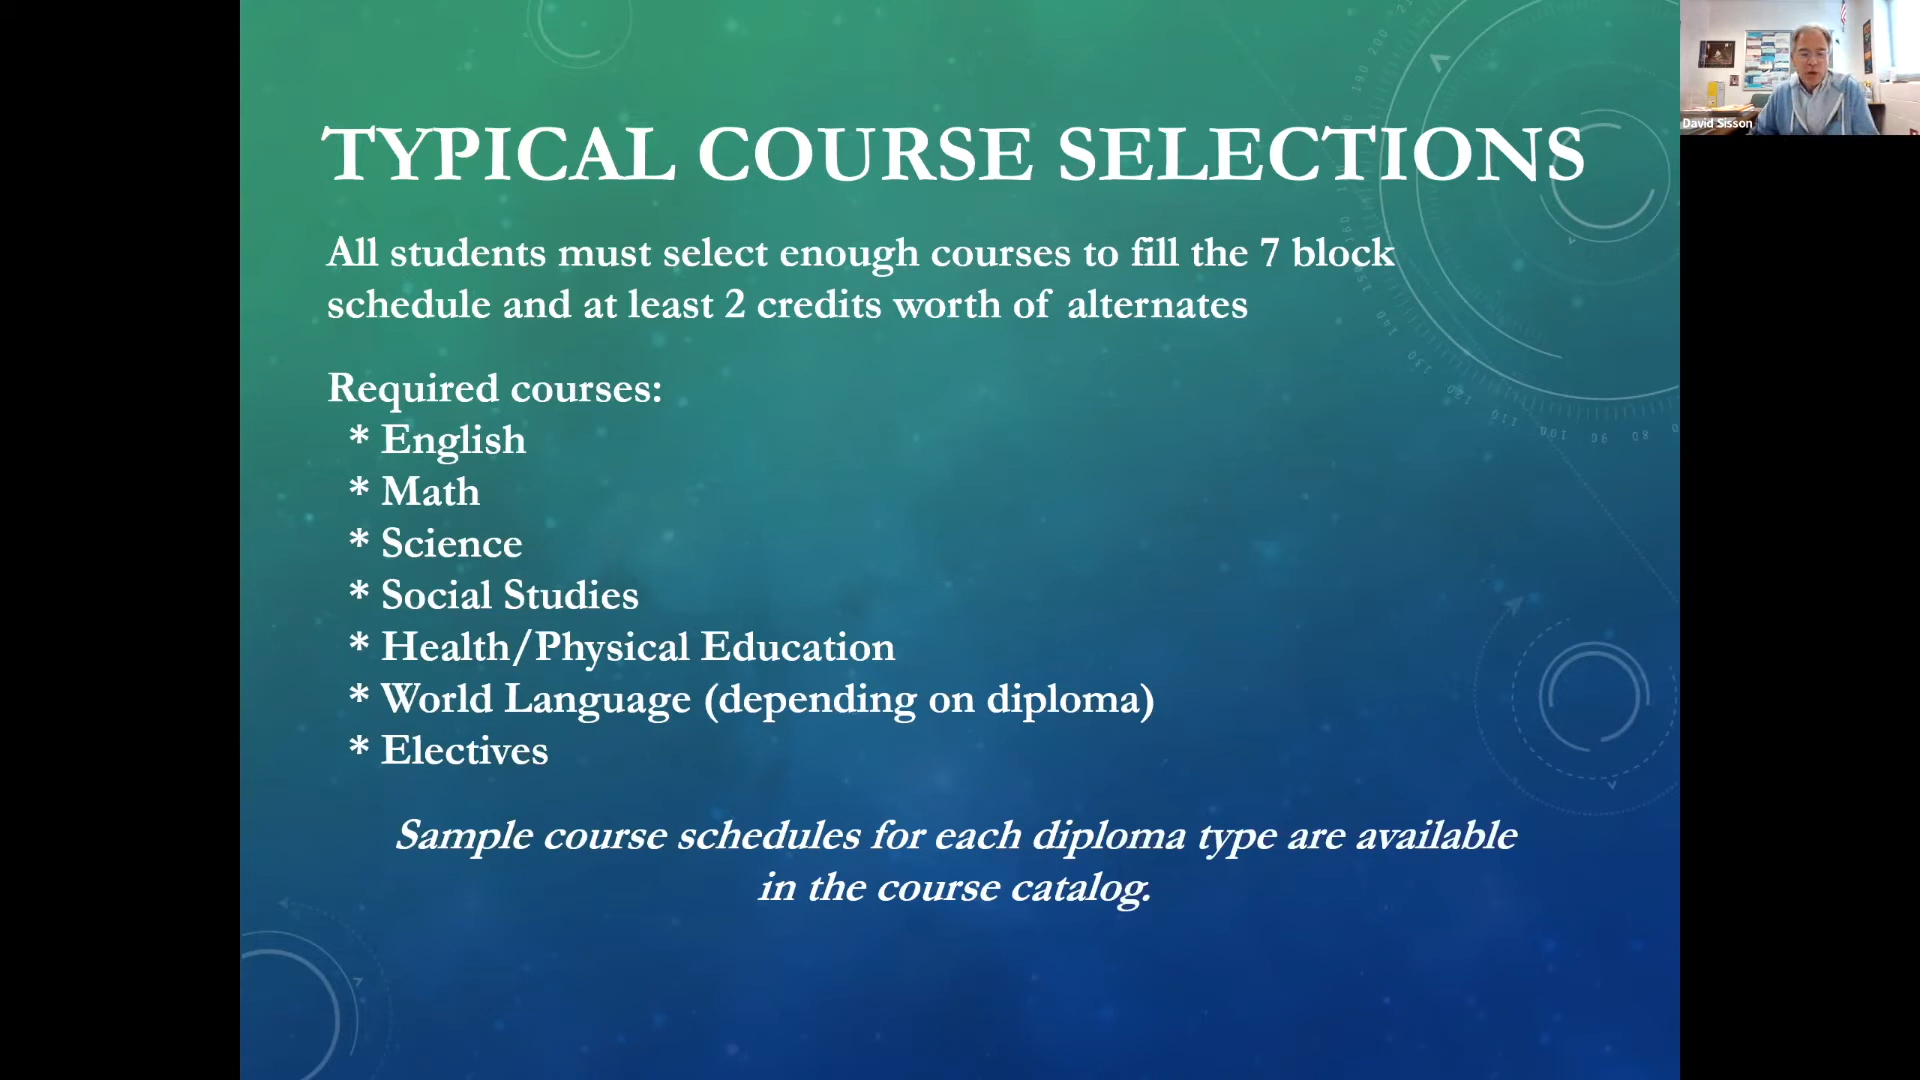 TYPICAL COURSE SELECTIONS
All students must select enough courses to fill the 7 block
schedule and at least 2 credits worth of alternates
Required courses:
* English
* Math
* Science
* Social Studies
* Health/Physical Education
* World Language (depending on diploma)
* Electives
Sample course schedules for each diploma type are available
in the course catalog.
David Sisson